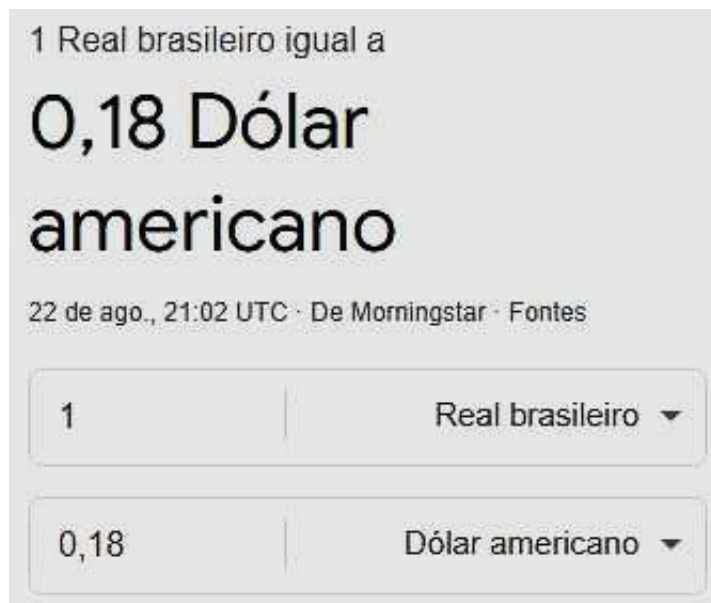 1 Real brasileiro igual a
0,18 Dólar
americano
22 de ago., 21:02 UTC · De Morningstar · Fontes
1 Real brasileiro
0,18 Dólar americano